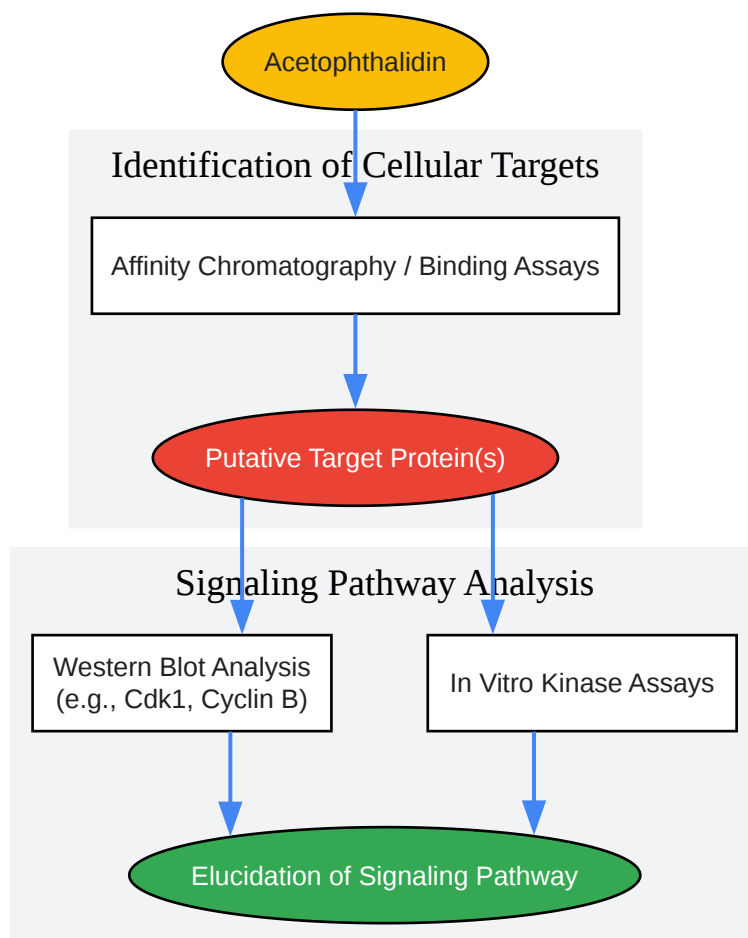 Acetophthalidin
Identification of Cellular Targets
Affinity Chromatography / Binding Assays
Putative Target Protein(s)
Signaling Pathway Analysis
Western Blot Analysis
(e.g., Cdk1, Cyclin B)
In Vitro Kinase Assays
Elucidation of Signaling Pathway